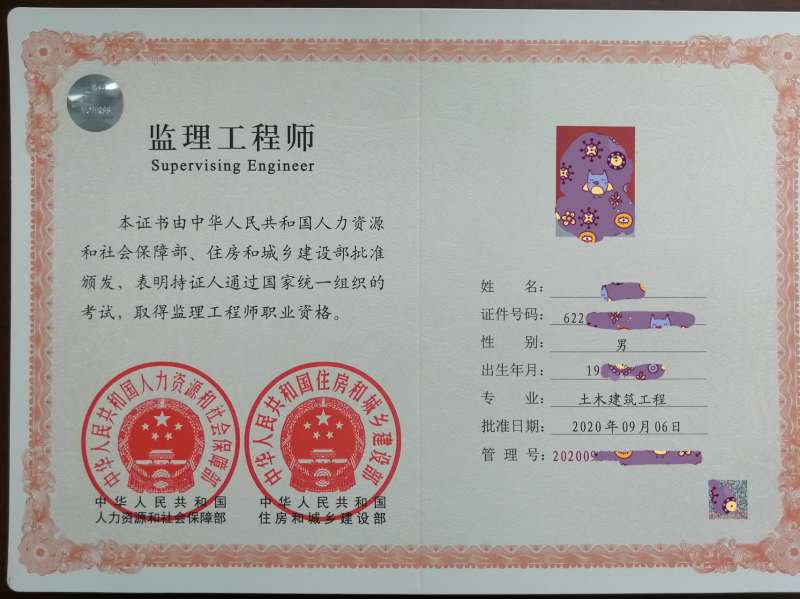 监理工程师
Supervising Engineer
本证书由中华人民共和国人力资源
和社会保障部、住房和城乡建设部批准
颁发，表明持证人通过国家统一组织的
考试，取得监理工程师职业资格。
中华人民共和国人力资源和社会保障部
中华人民共和国住房和城乡建设部
中华人民共和国
人力资源和社会保障部
中华人民共和国
住房和城乡建设部
姓 名：
证件号码：622
性 别：男
出生年月：19
专 业：土木建筑工程
批准日期：2020年09月06日
管 理 号：202009